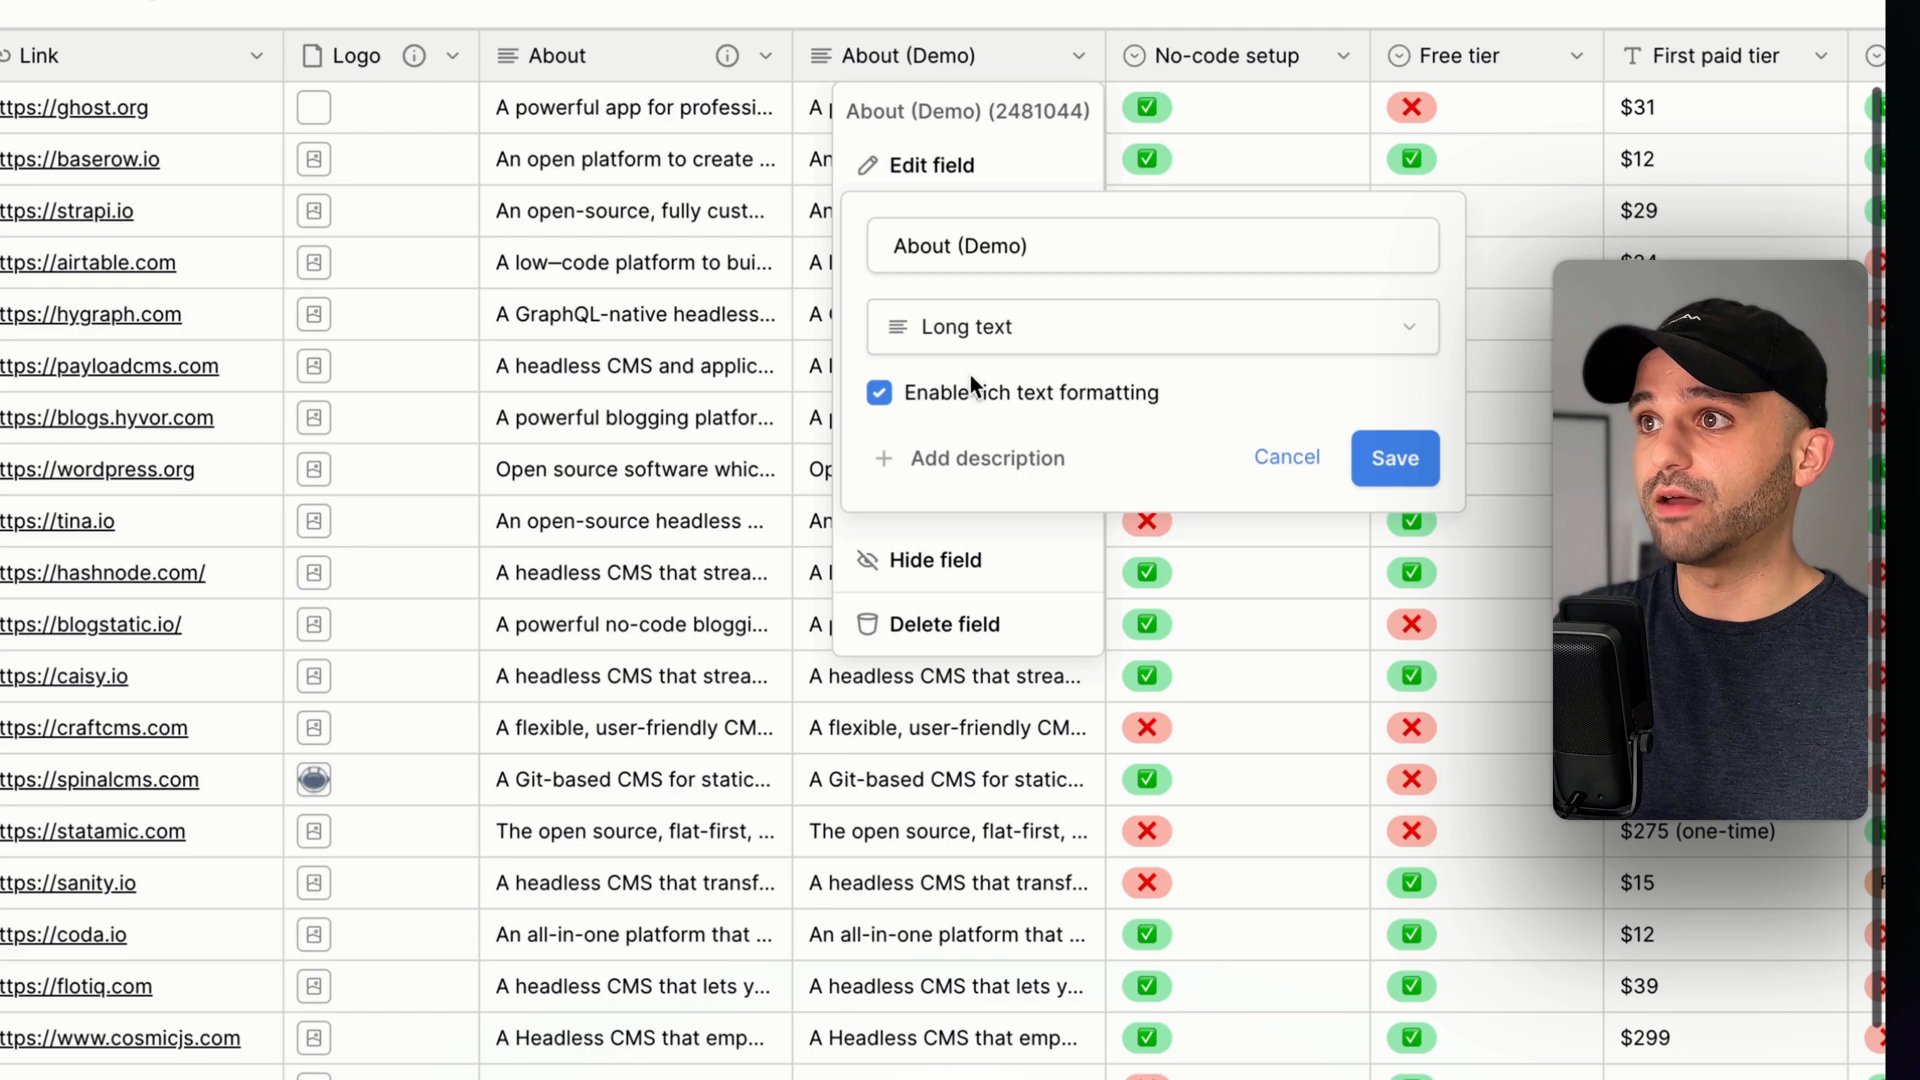 Link Logo About About (Demo) No-code setup Free tier First paid tier
ttps://ghost.org A powerful app for professi... A $31
About (Demo) (2481044)
ttps://baserow.io An open platform to create ... An $12
Edit field
ttps://strapi.io An open-source, fully cust... An $29
About (Demo)
ttps://airtable.com A low—code platform to bui... A
ttps://hygraph.com A GraphQL-native headless... A
Long text
ttps://payloadcms.com A headless CMS and applic... A
Enable rich text formatting
ttps://blogs.hyvor.com A powerful blogging platfor... A
ttps://wordpress.org Open source software whic... Op
Add description Cancel Save
ttps://tina.io An open-source headless ... An
ttps://hashnode.com/ A headless CMS that strea... A
Hide field
ttps://blogstatic.io/ A powerful no-code bloggi... A
Delete field
ttps://caisy.io A headless CMS that strea... A headless CMS that strea...
ttps://craftcms.com A flexible, user-friendly CM... A flexible, user-friendly CM...
ttps://spinalcms.com A Git-based CMS for static... A Git-based CMS for static...
ttps://statamic.com The open source, flat-first, ... The open source, flat-first, ... $275 (one-time)
ttps://sanity.io A headless CMS that transf... A headless CMS that transf... $15
ttps://coda.io An all-in-one platform that ... An all-in-one platform that ... $12
ttps://flotiq.com A headless CMS that lets y... A headless CMS that lets y... $39
ttps://www.cosmicjs.com A Headless CMS that emp... A Headless CMS that emp... $299